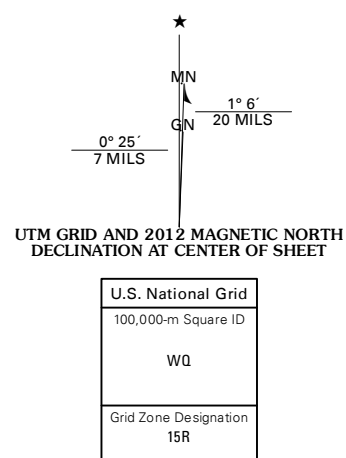 ★
MN
1° 6´
20 MILS
GN
0° 25´
7 MILS
UTM GRID AND 2012 MAGNETIC NORTH
DECLINATION AT CENTER OF SHEET
U.S. National Grid
100,000-m Square ID
WQ
Grid Zone Designation
15R